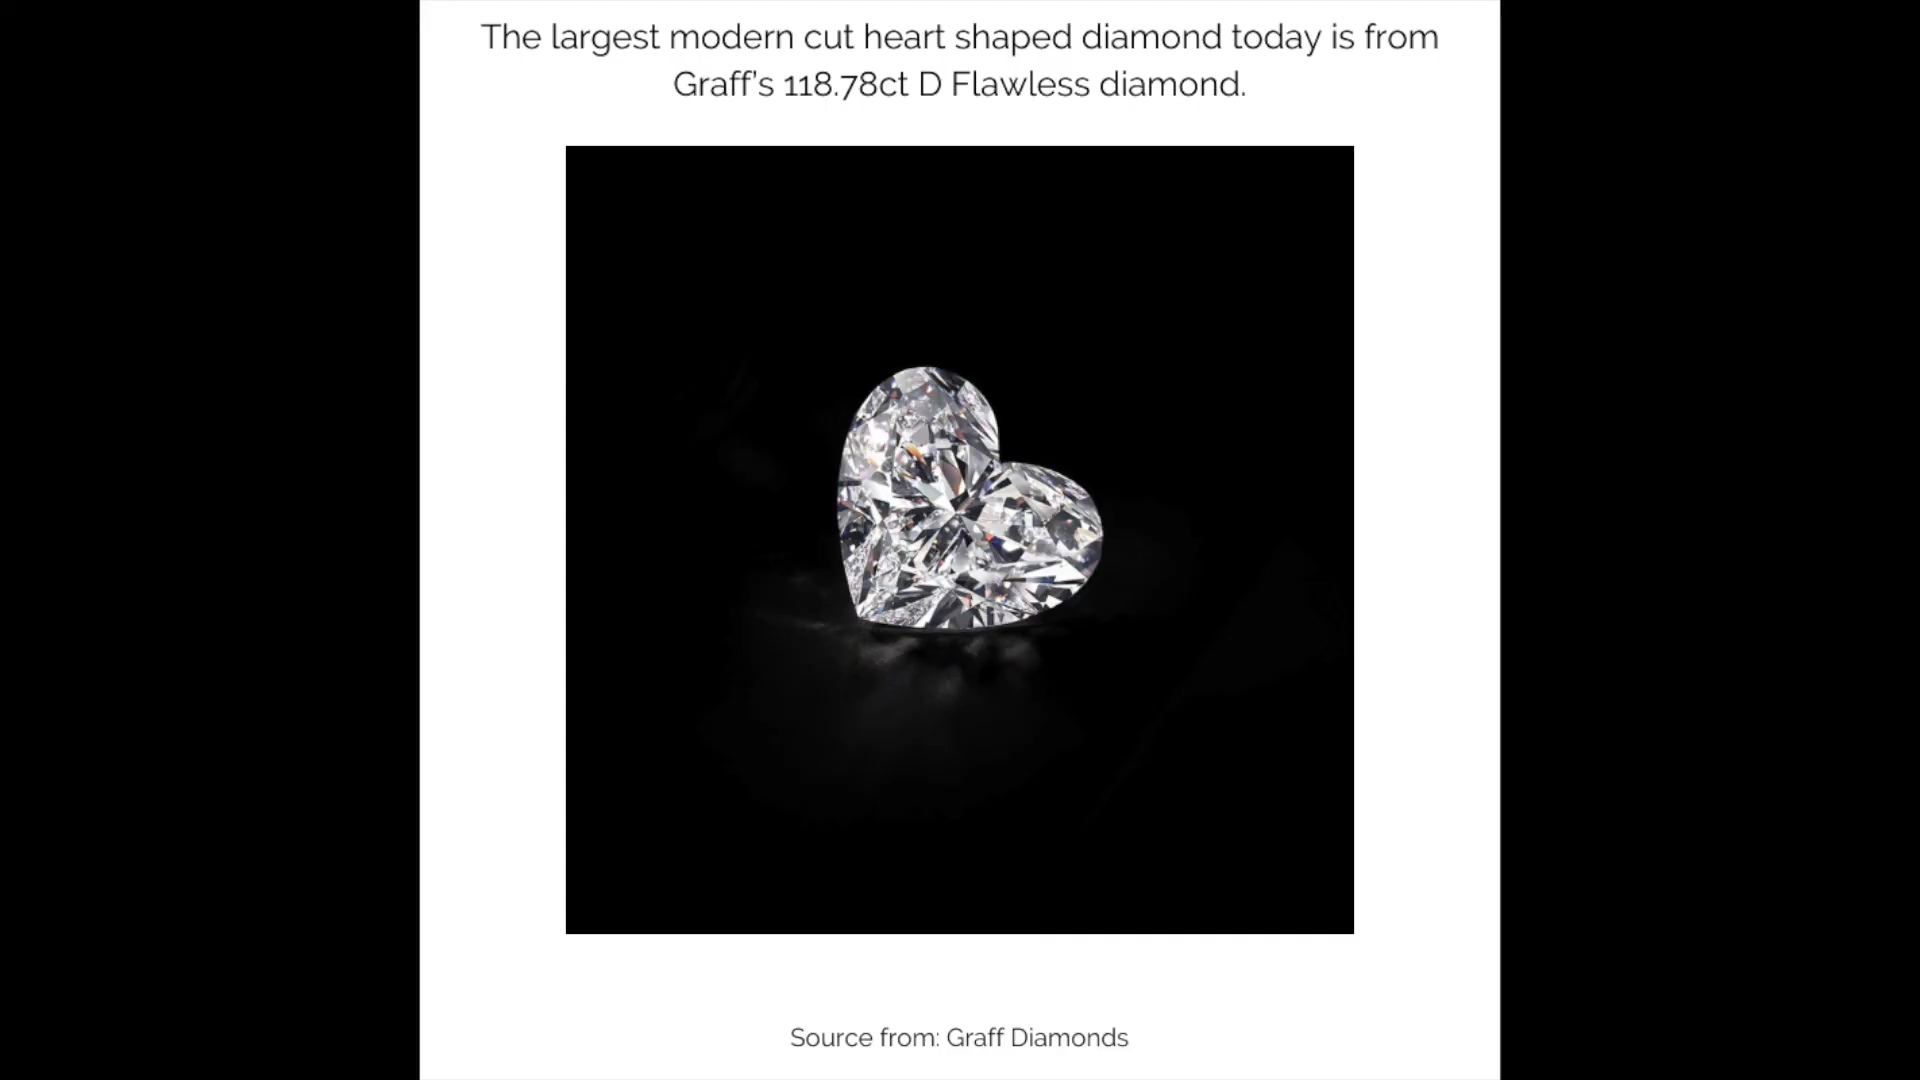 The largest modern cut heart shaped diamond today is from
Graff's 118.78ct D Flawless diamond.
Source from: Graff Diamonds